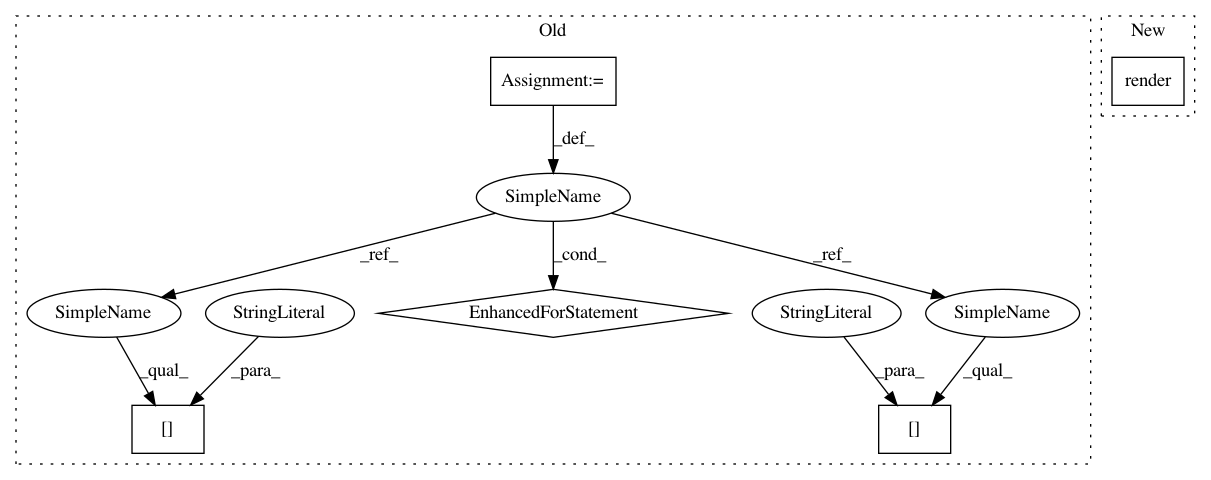 Old
New
Assignment:=
render
_def_
SimpleName
_ref_
_cond_
_ref_
SimpleName
StringLiteral
EnhancedForStatement
StringLiteral
SimpleName
_qual_
_para_
_para_
_qual_
[]
[]